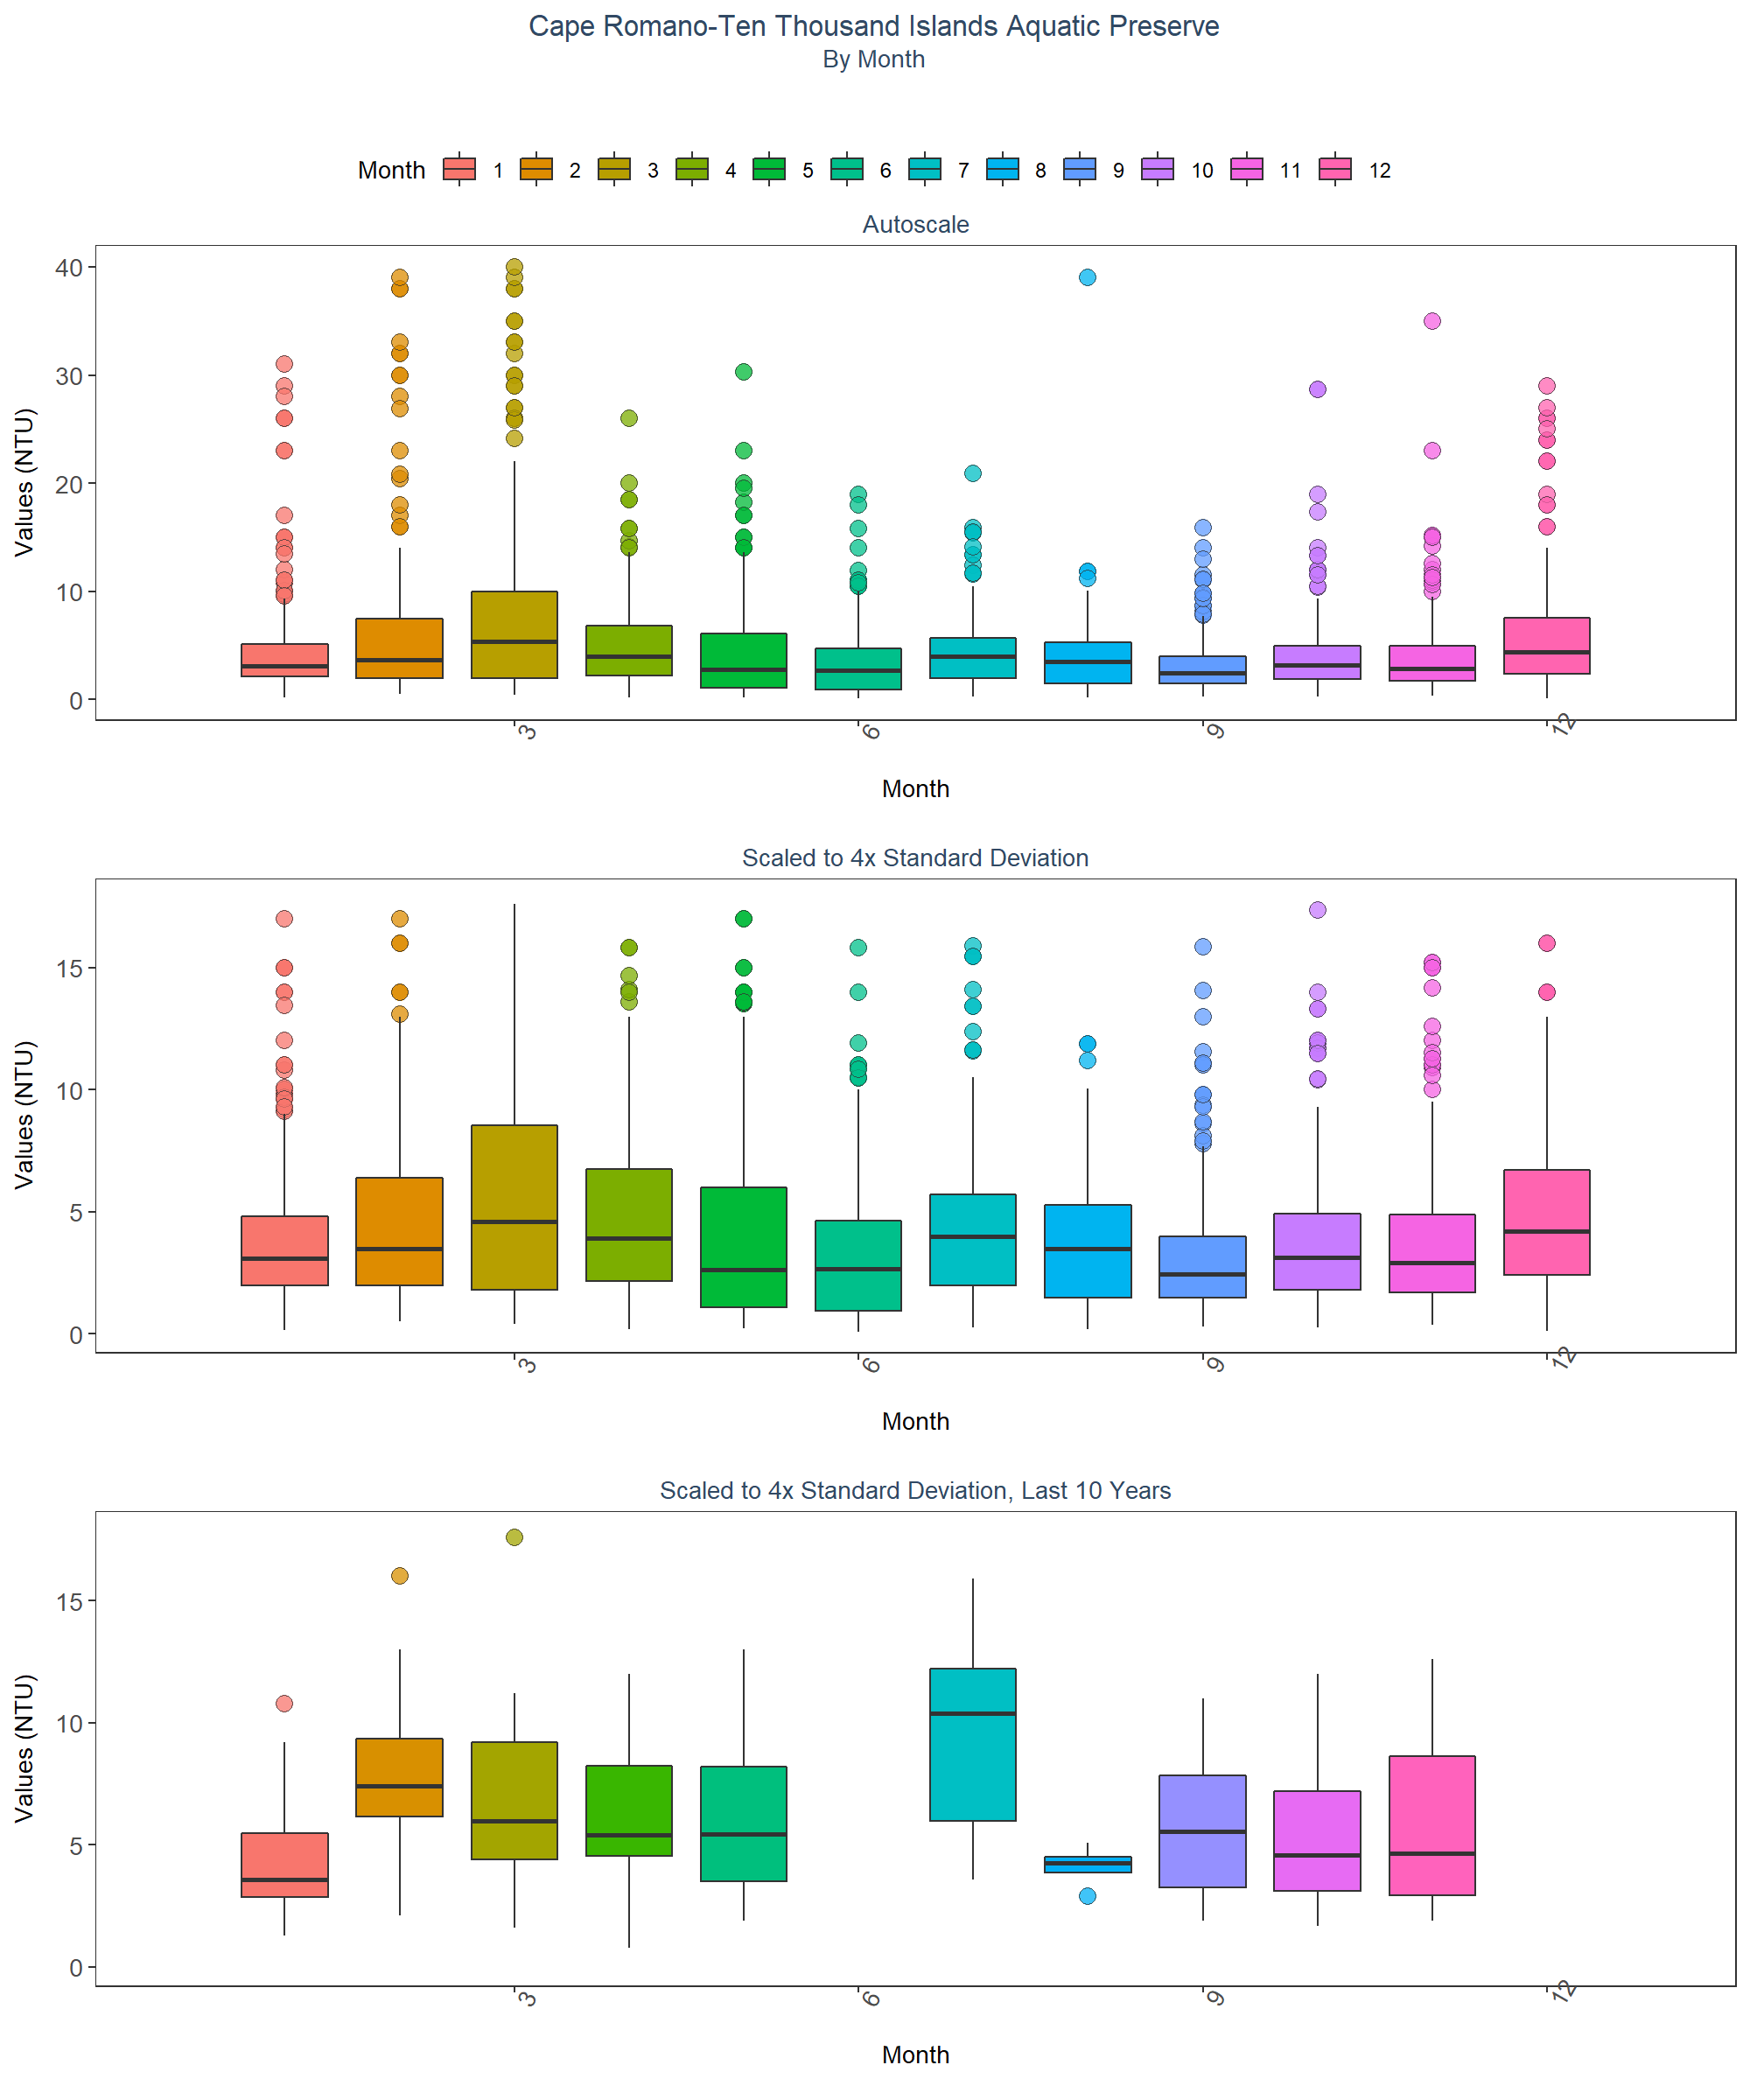 Cape Romano-Ten Thousand Islands Aquatic Preserve
By Month
Month 1 2 3 4 5 6 7 8 9 10 11 12
Autoscale
Values (NTU)
40
30
20
10
0
3 6 9 12
Month
Scaled to 4x Standard Deviation
Values (NTU)
15
10
5
0
3 6 9 12
Month
Scaled to 4x Standard Deviation, Last 10 Years
Values (NTU)
15
10
5
0
3 6 9 12
Month